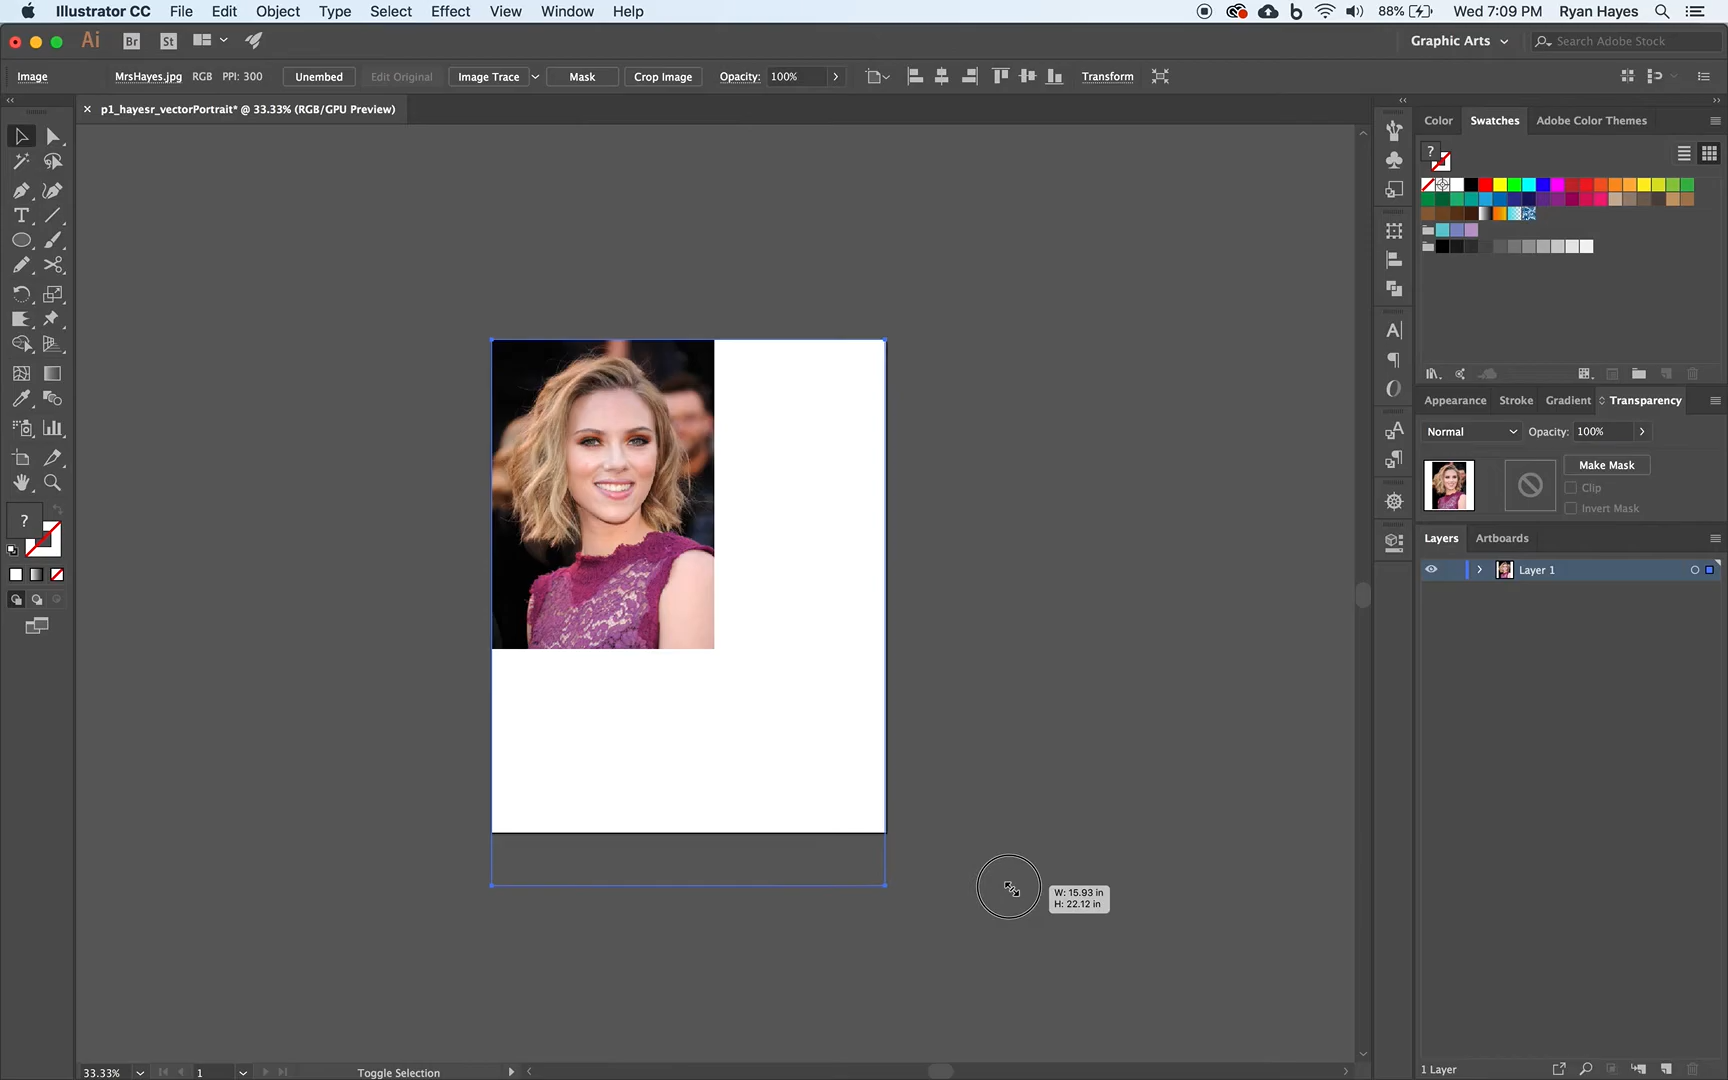 Illustrator CC File Edit Object Type Select Effect View Window Help 88% Wed 7:09 PM Ryan Hayes
Ai Br St Graphic Arts Search Adobe Stock
Image MrsHayes.jpg RGB PPI: 300 Unembed Edit Original Image Trace Mask Crop Image Opacity: 100% Transform
× p1_hayesr_vectorPortrait* @ 33.33% (RGB/GPU Preview)
Color Swatches Adobe Color Themes
?
Appearance Stroke Gradient Transparency
Normal Opacity: 100%
Make Mask
Clip
Invert Mask
?
Layers Artboards
Layer 1
W: 15.93 in
H: 22.12 in
33.33% 1 Toggle Selection 1 Layer